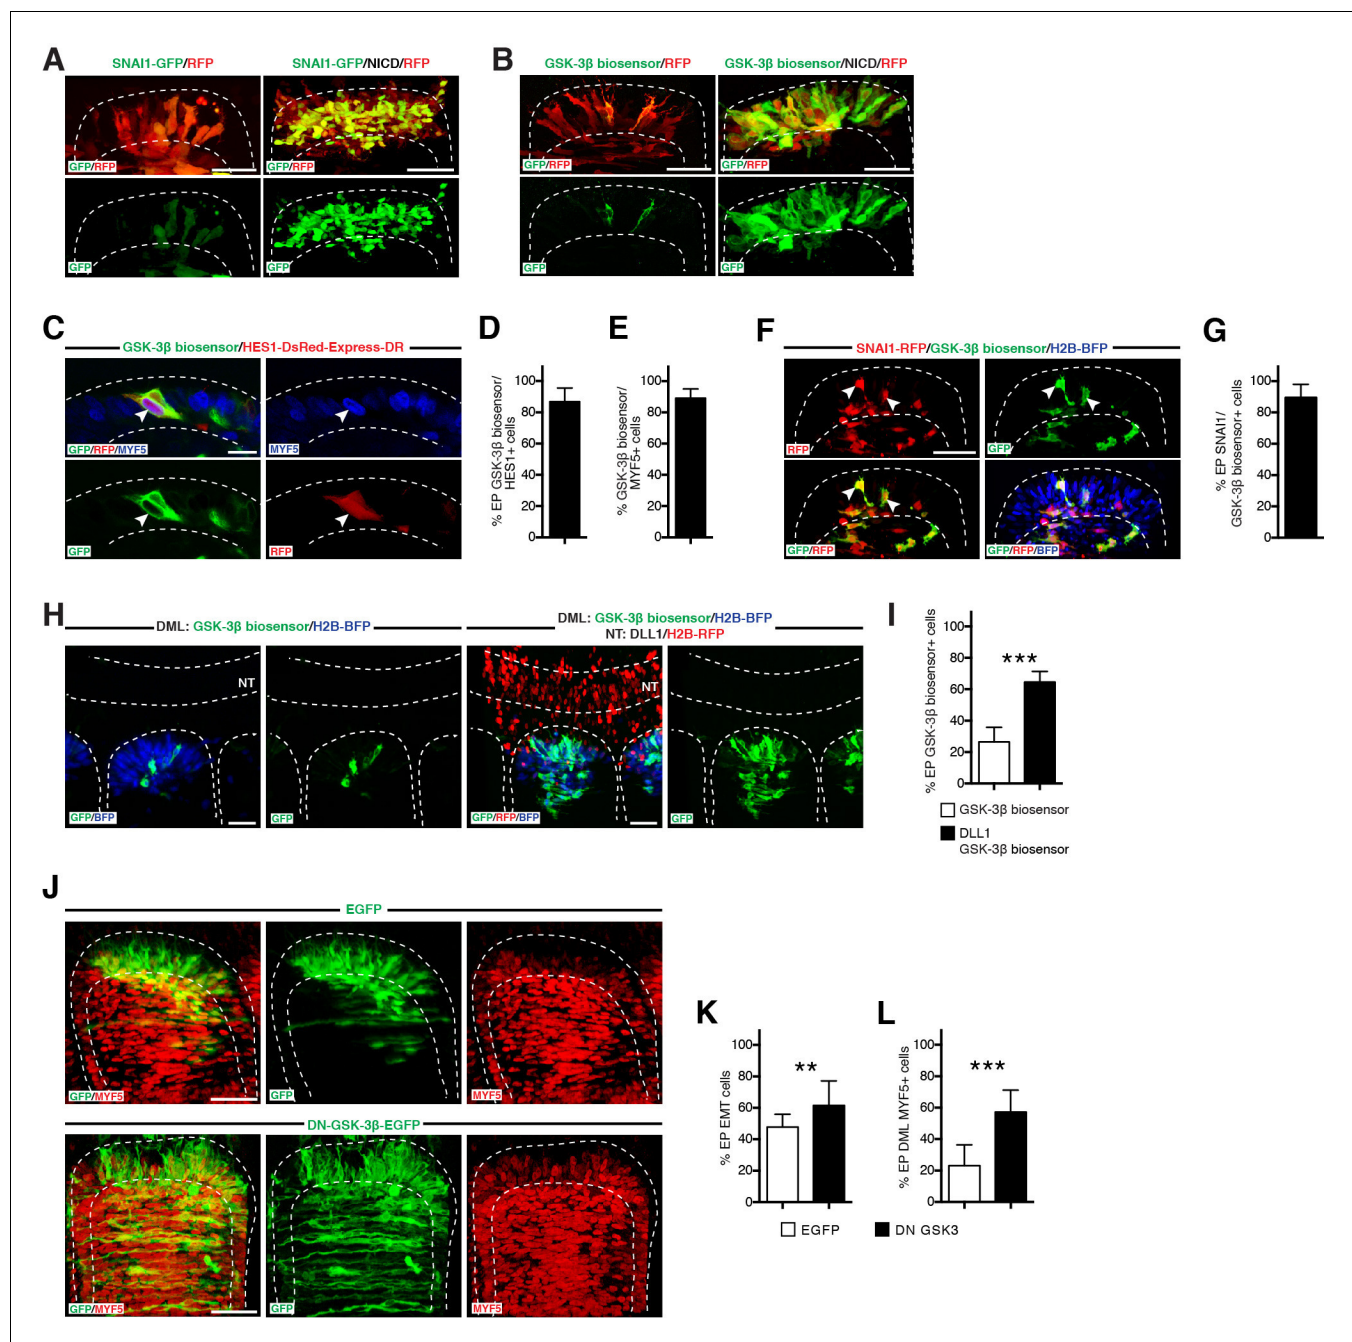 A
SNAI1-GFP/RFP
SNAI1-GFP/NICD/RFP
GFP/RFP
GFP/RFP
GFP
GFP
B
GSK-3β biosensor/RFP
GSK-3β biosensor/NICD/RFP
GFP/RFP
GFP/RFP
GFP
GFP
C
GSK-3β biosensor/HES1-DsRed-Express-DR
GFP/RFP/MYF5
MYF5
GFP
RFP
D
% EP GSK-3β biosensor/
HES1+ cells
100
80
60
40
20
0
E
% GSK-3β biosensor/
MYF5+ cells
100
80
60
40
20
0
F
SNAI1-RFP/GSK-3β biosensor/H2B-BFP
RFP
GFP
GFP/RFP
GFP/RFP/BFP
G
% EP SNAI1/
GSK-3β biosensor+ cells
100
80
60
40
20
0
H
DML: GSK-3β biosensor/H2B-BFP
DML: GSK-3β biosensor/H2B-BFP
NT: DLL1/H2B-RFP
NT
NT
GFP/BFP
GFP
GFP/RFP/BFP
GFP
I
% EP GSK-3β biosensor+ cells
100
80
60
40
20
0
***
GSK-3β biosensor
DLL1
GSK-3β biosensor
J
EGFP
GFP/MYF5
GFP
MYF5
DN-GSK-3β-EGFP
GFP/MYF5
GFP
MYF5
K
% EP EMT cells
100
80
60
40
20
0
**
L
% EP DML MYF5+ cells
100
80
60
40
20
0
***
EGFP
DN GSK3